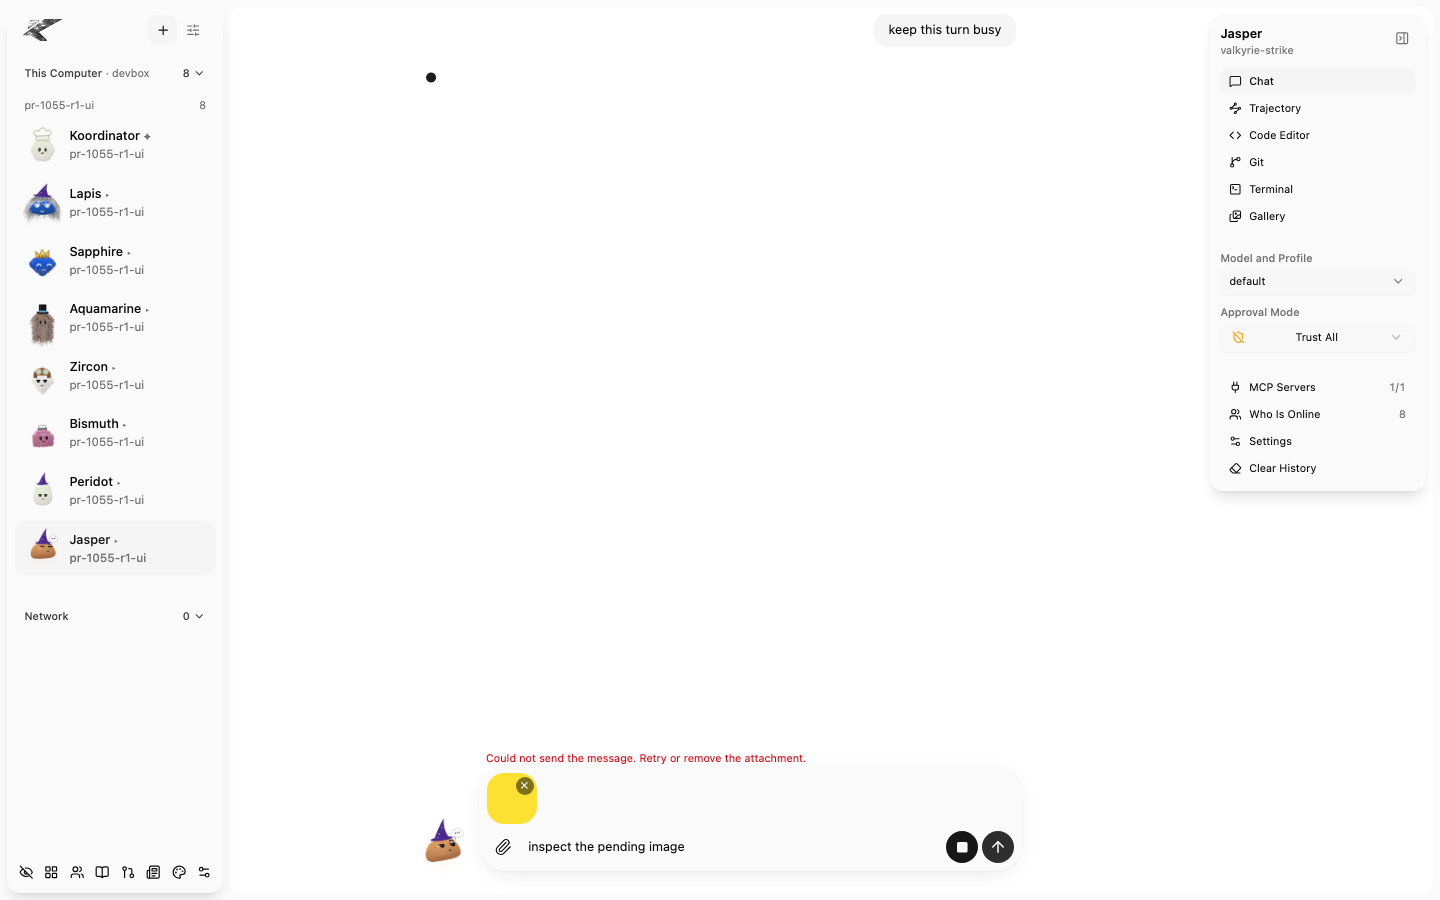 This Computer · devbox 8
pr-1055-r1-ui 8
Koordinator
pr-1055-r1-ui
Lapis
pr-1055-r1-ui
Sapphire
pr-1055-r1-ui
Aquamarine
pr-1055-r1-ui
Zircon
pr-1055-r1-ui
Bismuth
pr-1055-r1-ui
Peridot
pr-1055-r1-ui
Jasper
pr-1055-r1-ui
Network 0
keep this turn busy
Could not send the message. Retry or remove the attachment.
inspect the pending image
Jasper
valkyrie-strike
Chat
Trajectory
Code Editor
Git
Terminal
Gallery
Model and Profile
default
Approval Mode
Trust All
MCP Servers 1/1
Who Is Online 8
Settings
Clear History